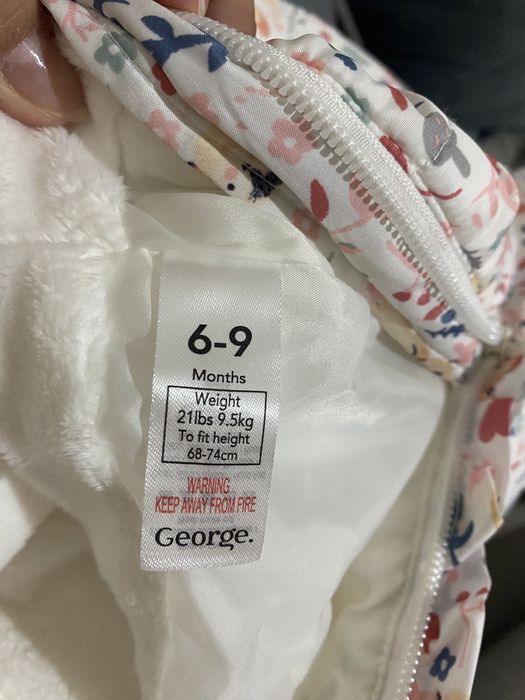 6-9
Months
Weight
21lbs 9.5kg
To fit height
68-74cm
WARNING
KEEP AWAY FROM FIRE
George.